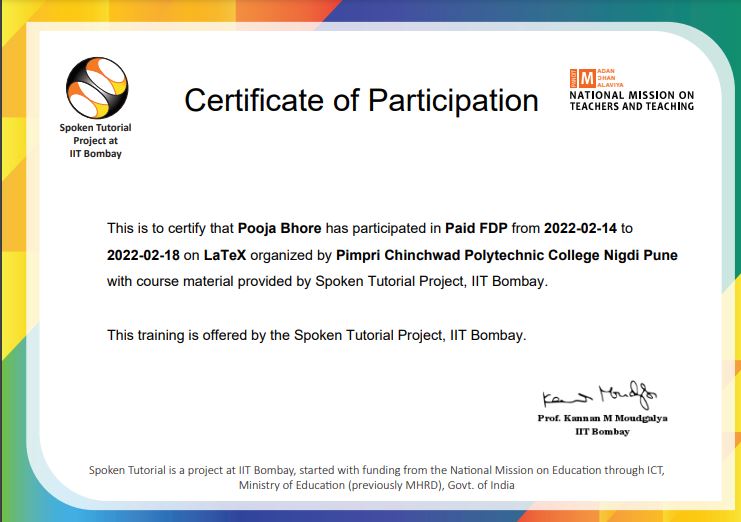 Spoken Tutorial
Project at
IIT Bombay
Certificate of Participation
MADAN
MOHAN
MALAVIYA
NATIONAL MISSION ON
TEACHERS AND TEACHING
This is to certify that Pooja Bhore has participated in Paid FDP from 2022-02-14 to
2022-02-18 on LaTeX organized by Pimpri Chinchwad Polytechnic College Nigdi Pune
with course material provided by Spoken Tutorial Project, IIT Bombay.
This training is offered by the Spoken Tutorial Project, IIT Bombay.
Prof. Kannan M Moudgalya
IIT Bombay
Spoken Tutorial is a project at IIT Bombay, started with funding from the National Mission on Education through ICT,
Ministry of Education (previously MHRD), Govt. of India